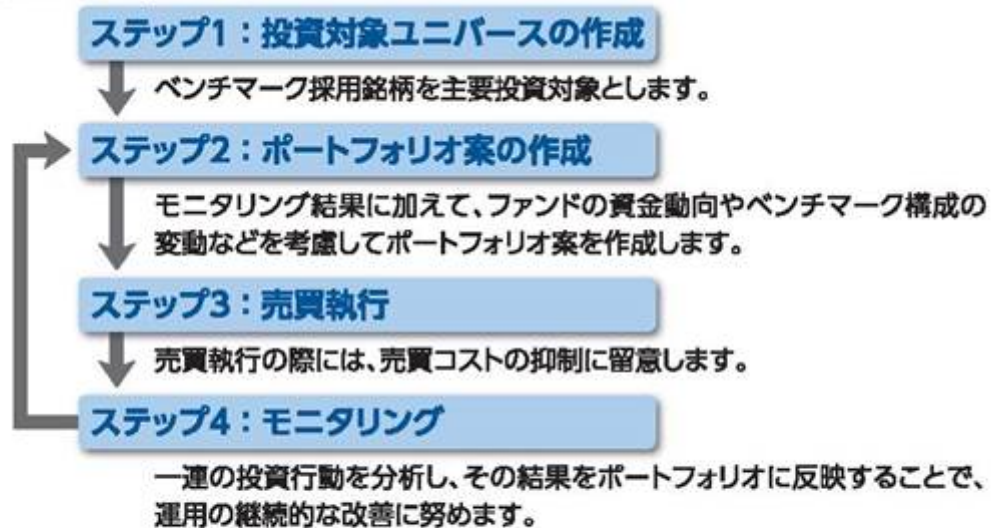 ステップ1：投資対象ユニバースの作成
ベンチマーク採用銘柄を主要投資対象とします。
ステップ2：ポートフォリオ案の作成
モニタリング結果に加えて、ファンドの資金動向やベンチマーク構成の
変動などを考慮してポートフォリオ案を作成します。
ステップ3：売買執行
売買執行の際には、売買コストの抑制に留意します。
ステップ4：モニタリング
一連の投資行動を分析し、その結果をポートフォリオに反映することで、
運用の継続的な改善に努めます。